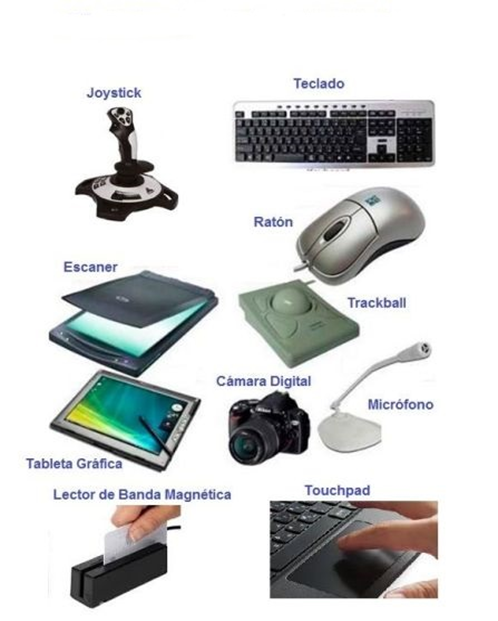 Teclado
Joystick
Ratón
Escaner
Trackball
Cámara Digital
Micrófono
Tableta Gráfica
Lector de Banda Magnética
Touchpad